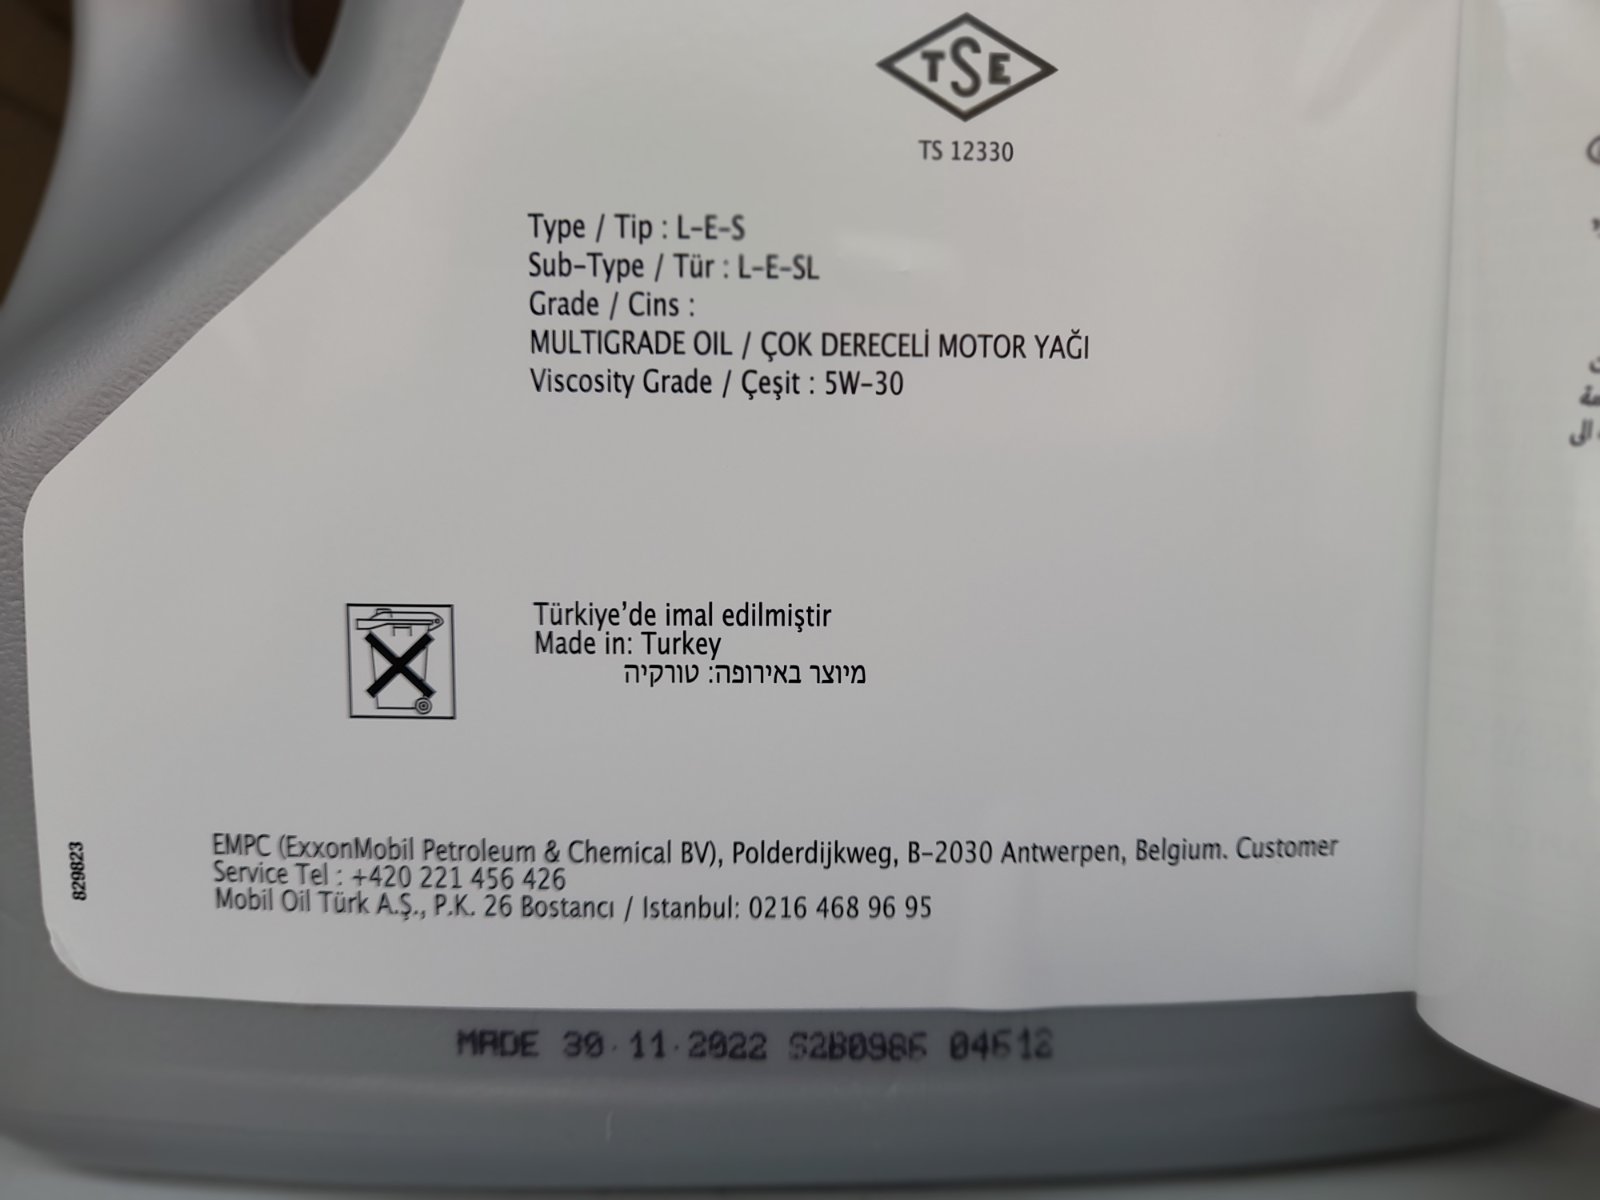 TSE
TS 12330
Type / Tip : L-E-S
Sub-Type / Tür : L-E-SL
Grade / Cins :
MULTIGRADE OIL / ÇOK DERECELİ MOTOR YAĞI
Viscosity Grade / Çeşit : 5W-30
Türkiye’de imal edilmiştir
Made in: Turkey
מיוצר באירופה: טורקיה
829823
EMPC (ExxonMobil Petroleum & Chemical BV), Polderdijkweg, B-2030 Antwerpen, Belgium. Customer
Service Tel : +420 221 456 426
Mobil Oil Türk A.Ş., P.K. 26 Bostancı / Istanbul: 0216 468 96 95
MADE 30.11.2022